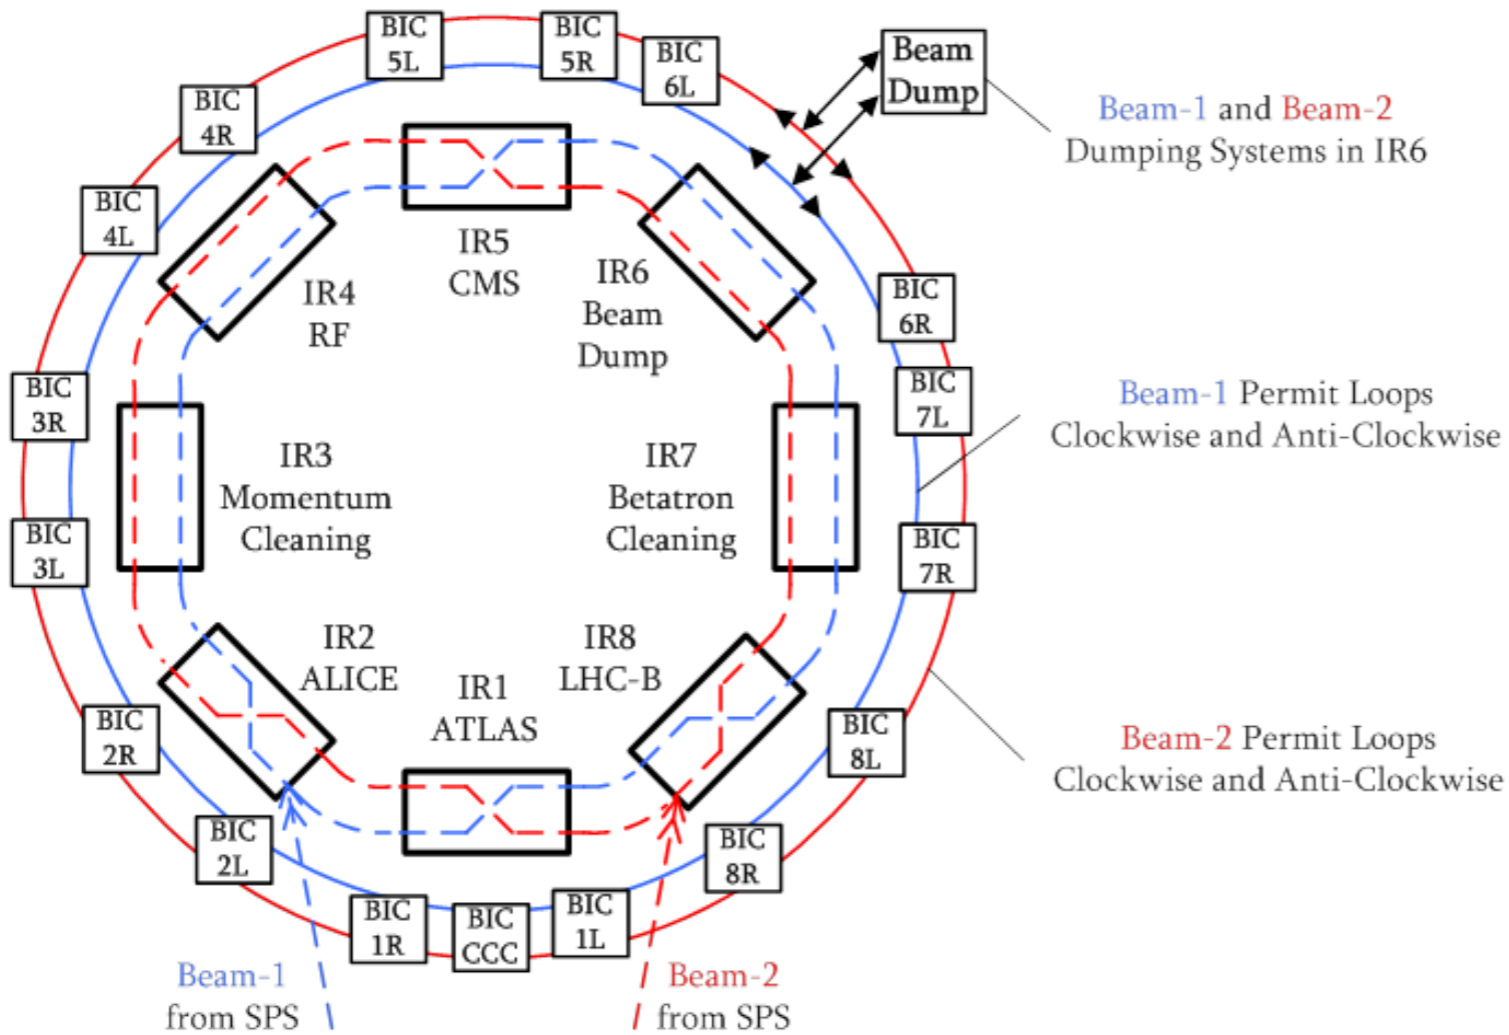 BIC
5L
BIC
5R
BIC
6L
Beam
Dump
Beam-1 and Beam-2
Dumping Systems in IR6
BIC
4R
BIC
4L
IR5
CMS
IR4
RF
IR6
Beam
Dump
BIC
6R
BIC
7L
Beam-1 Permit Loops
Clockwise and Anti-Clockwise
BIC
3R
IR3
Momentum
Cleaning
IR7
Betatron
Cleaning
BIC
3L
BIC
7R
IR2
ALICE
IR1
ATLAS
IR8
LHC-B
BIC
2R
BIC
8L
Beam-2 Permit Loops
Clockwise and Anti-Clockwise
BIC
2L
BIC
8R
BIC
1R
BIC
CCC
BIC
1L
Beam-1
from SPS
Beam-2
from SPS